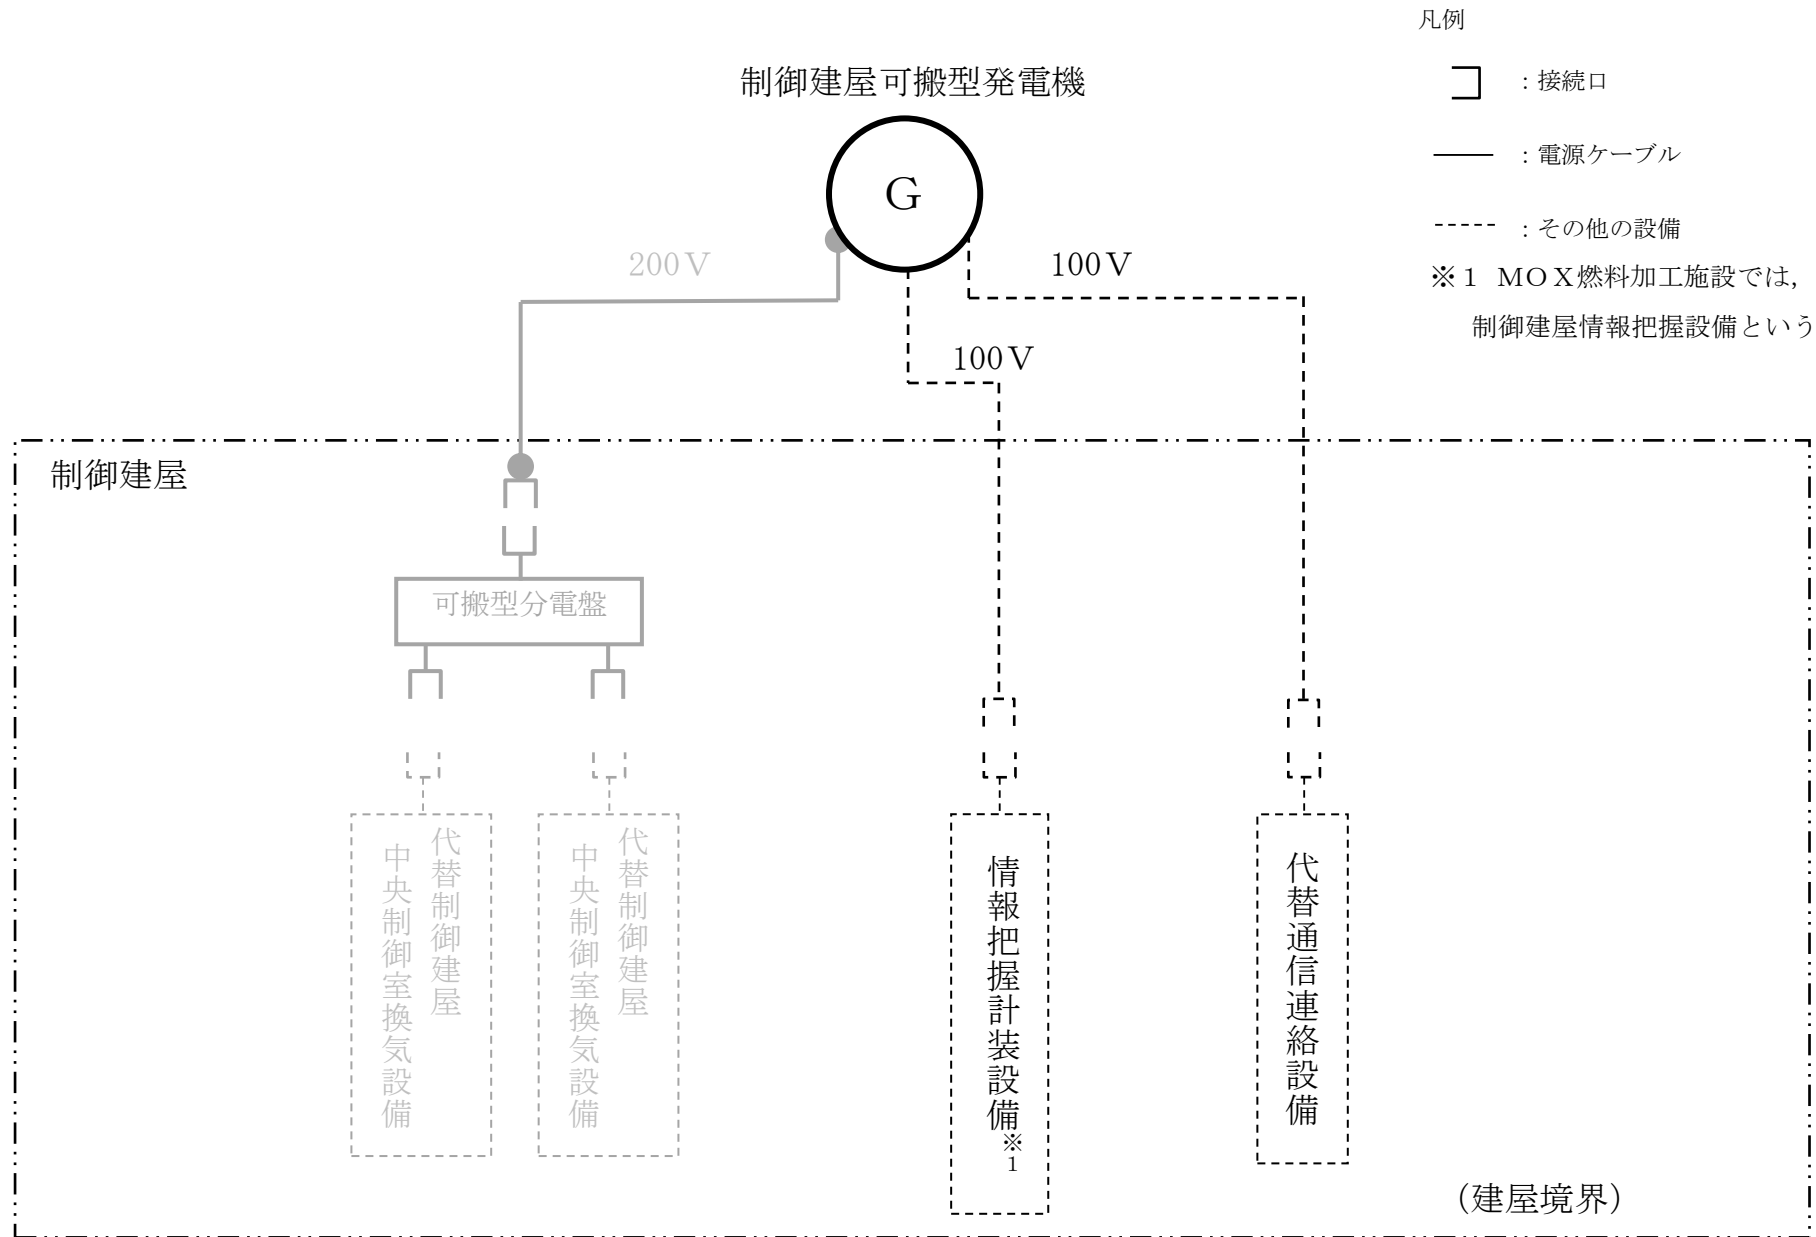 凡例
制御建屋可搬型発電機
：接続口
：電源ケーブル
G
：その他の設備
200Ｖ
100Ｖ
※１　ＭＯＸ燃料加工施設では，
制御建屋情報把握設備という
100Ｖ
制御建屋
可搬型分電盤
代替制御建屋
中央制御室換気設備
代替制御建屋
中央制御室換気設備
情報把握計装設備※１
代替通信連絡設備
（建屋境界）